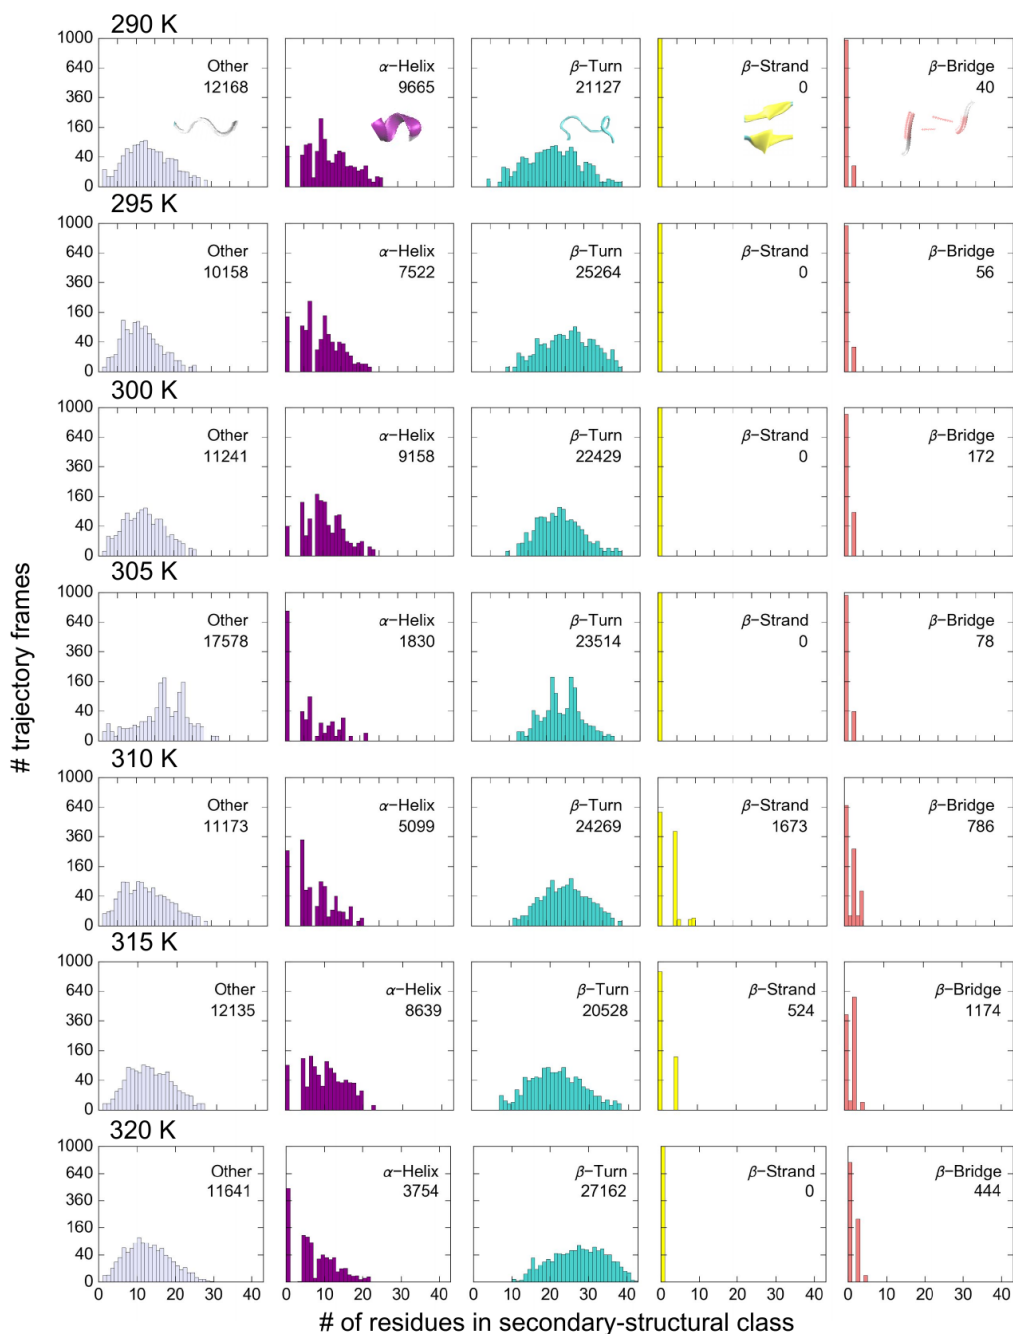 290 K
1000
640
360
160
40
0
Other
12168
α−Helix
9665
β−Turn
21127
β−Strand
0
β−Bridge
40
295 K
1000
640
360
160
40
0
Other
10158
α−Helix
7522
β−Turn
25264
β−Strand
0
β−Bridge
56
300 K
1000
640
360
160
40
0
Other
11241
α−Helix
9158
β−Turn
22429
β−Strand
0
β−Bridge
172
305 K
1000
640
360
160
40
0
Other
17578
α−Helix
1830
β−Turn
23514
β−Strand
0
β−Bridge
78
# trajectory frames
310 K
1000
640
360
160
40
0
Other
11173
α−Helix
5099
β−Turn
24269
β−Strand
1673
β−Bridge
786
315 K
1000
640
360
160
40
0
Other
12135
α−Helix
8639
β−Turn
20528
β−Strand
524
β−Bridge
1174
320 K
1000
640
360
160
40
0
Other
11641
α−Helix
3754
β−Turn
27162
β−Strand
0
β−Bridge
444
0 10 20 30 40
0 10 20 30 40
0 10 20 30 40
0 10 20 30 40
0 10 20 30 40
# of residues in secondary-structural class